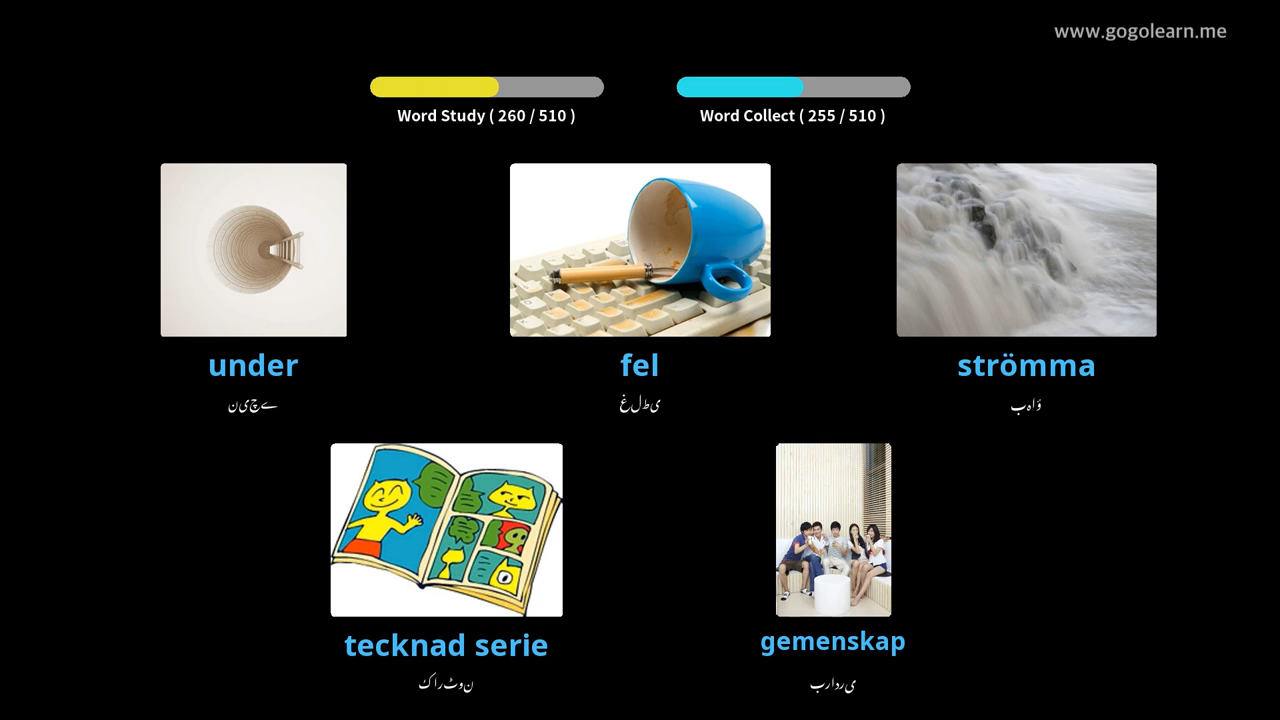 www.gogolearn.me
Word Study ( 260 / 510 )
Word Collect ( 255 / 510 )
under
نیچے
fel
غلطی
strömma
بہاؤ
tecknad serie
کارٹون
gemenskap
برادری